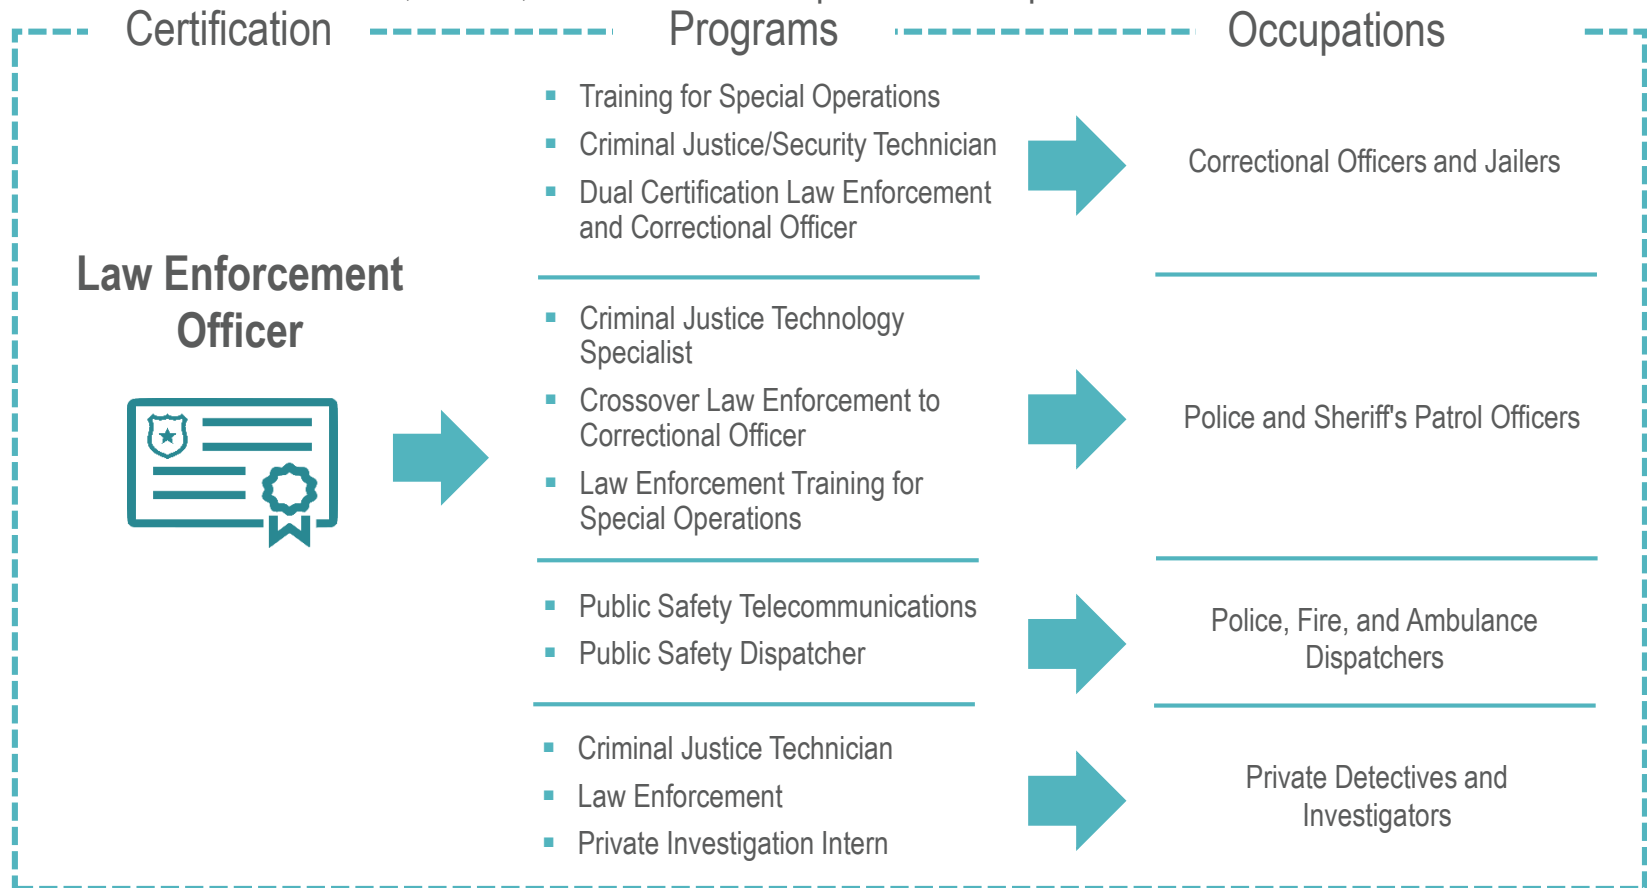 Certification
Programs
Occupations
Law Enforcement
Officer
▪ Training for Special Operations
▪ Criminal Justice/Security Technician
▪ Dual Certification Law Enforcement
and Correctional Officer
Correctional Officers and Jailers
▪ Criminal Justice Technology
Specialist
▪ Crossover Law Enforcement to
Correctional Officer
▪ Law Enforcement Training for
Special Operations
Police and Sheriff's Patrol Officers
▪ Public Safety Telecommunications
▪ Public Safety Dispatcher
Police, Fire, and Ambulance
Dispatchers
▪ Criminal Justice Technician
▪ Law Enforcement
▪ Private Investigation Intern
Private Detectives and
Investigators